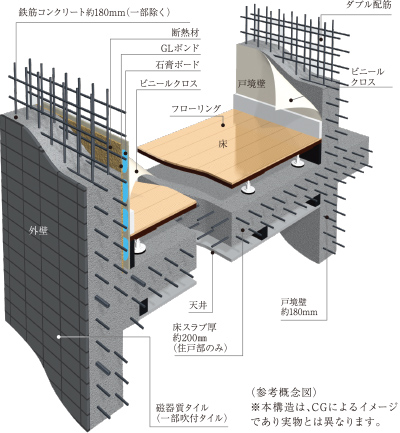 鉄筋コンクリート約180mm(一部除く)
ダブル配筋
断熱材
GLボンド
石膏ボード
ビニールクロス
ビニール
クロス
戸境壁
フローリング
床
外壁
天井
戸境壁
約180mm
床スラブ厚
約200mm
(住戸部のみ)
磁器質タイル
(一部吹付タイル)
(参考概念図)
※本構造は、CGによるイメージ
であり実物とは異なります。